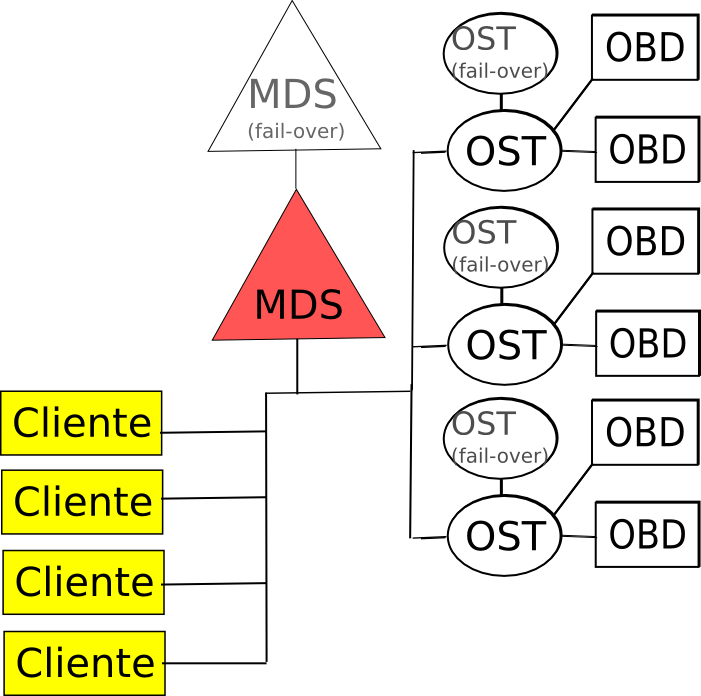 MDS
(fail-over)
MDS
Cliente
Cliente
Cliente
Cliente
OST
(fail-over)
OBD
OST
OBD
OST
(fail-over)
OBD
OST
OBD
OST
(fail-over)
OBD
OST
OBD